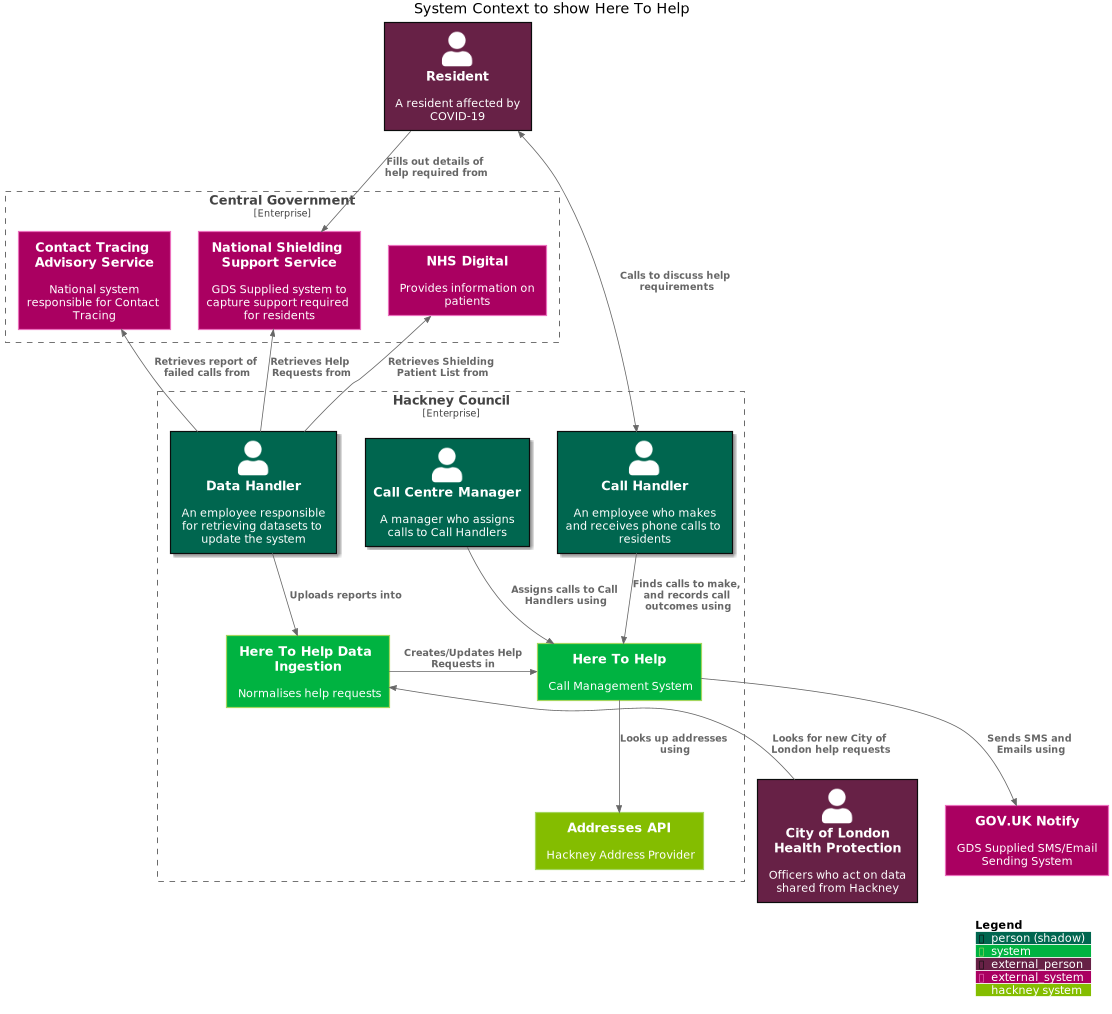 System Context to show Here To Help
Resident
A resident affected by
COVID-19
Fills out details of
help required from
Central Government
[Enterprise]
Contact Tracing
Advisory Service
National system
responsible for Contact
Tracing
National Shielding
Support Service
GDS Supplied system to
capture support required
for residents
NHS Digital
Provides information on
patients
Calls to discuss help
requirements
Retrieves report of
failed calls from
Retrieves Help
Requests from
Retrieves Shielding
Patient List from
Hackney Council
[Enterprise]
Data Handler
An employee responsible
for retrieving datasets to
update the system
Call Centre Manager
A manager who assigns
calls to Call Handlers
Call Handler
An employee who makes
and receives phone calls to
residents
Uploads reports into
Assigns calls to Call
Handlers using
Finds calls to make,
and records call
outcomes using
Here To Help Data
Ingestion
Normalises help requests
Creates/Updates Help
Requests in
Here To Help
Call Management System
Looks up addresses
using
Looks for new City of
London help requests
Sends SMS and
Emails using
Addresses API
Hackney Address Provider
City of London
Health Protection
Officers who act on data
shared from Hackney
GOV.UK Notify
GDS Supplied SMS/Email
Sending System
Legend
person (shadow)
system
external_person
external_system
hackney system